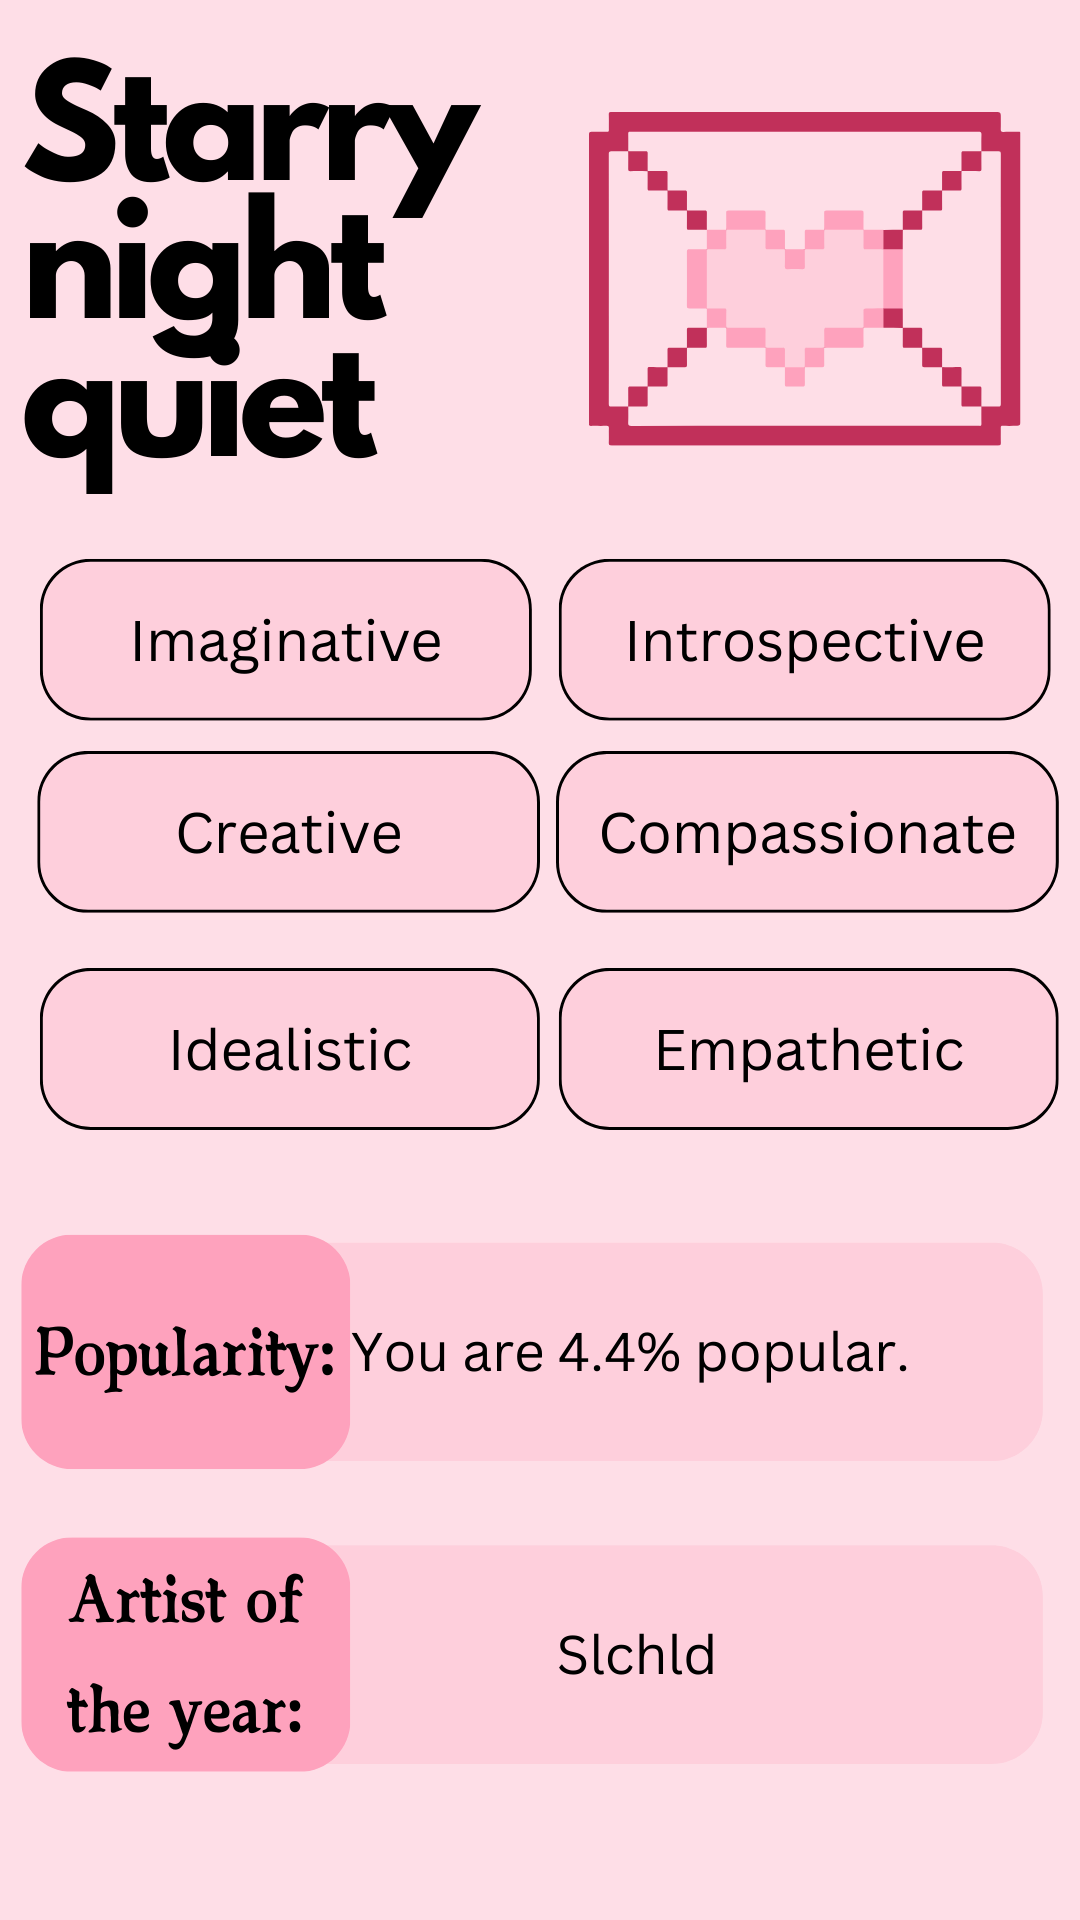 Starry
night
quiet
Imaginative
Introspective
Creative
Compassionate
Idealistic
Empathetic
Popularity:
You are 4.4% popular.
Artist of
the year:
Slchld